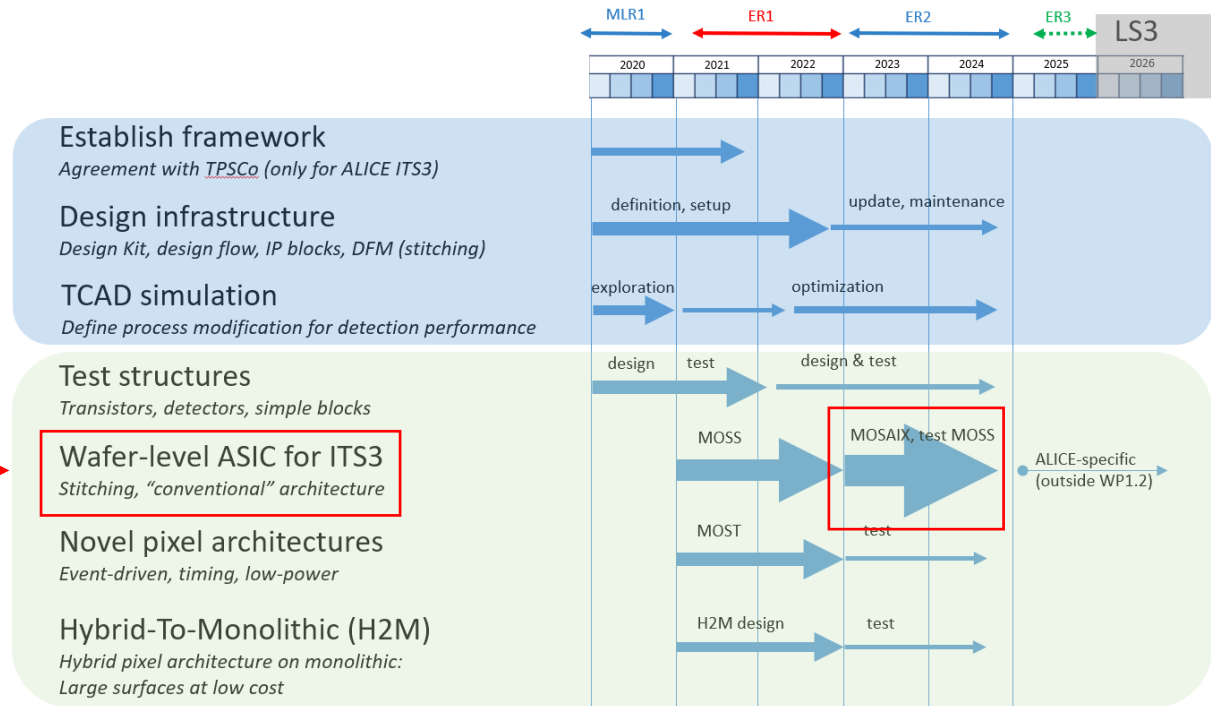 MLR1 ER1 ER2 ER3 LS3
2020 2021 2022 2023 2024 2025 2026
Establish framework
Agreement with TPSCo (only for ALICE ITS3)
Design infrastructure
definition, setup update, maintenance
Design Kit, design flow, IP blocks, DFM (stitching)
TCAD simulation
exploration optimization
Define process modification for detection performance
Test structures
design test design & test
Transistors, detectors, simple blocks
Wafer-level ASIC for ITS3
MOSS MOSAIX, test MOSS
Stitching, “conventional” architecture
ALICE-specific
(outside WP1.2)
Novel pixel architectures
MOST test
Event-driven, timing, low-power
Hybrid-To-Monolithic (H2M)
H2M design test
Hybrid pixel architecture on monolithic:
Large surfaces at low cost